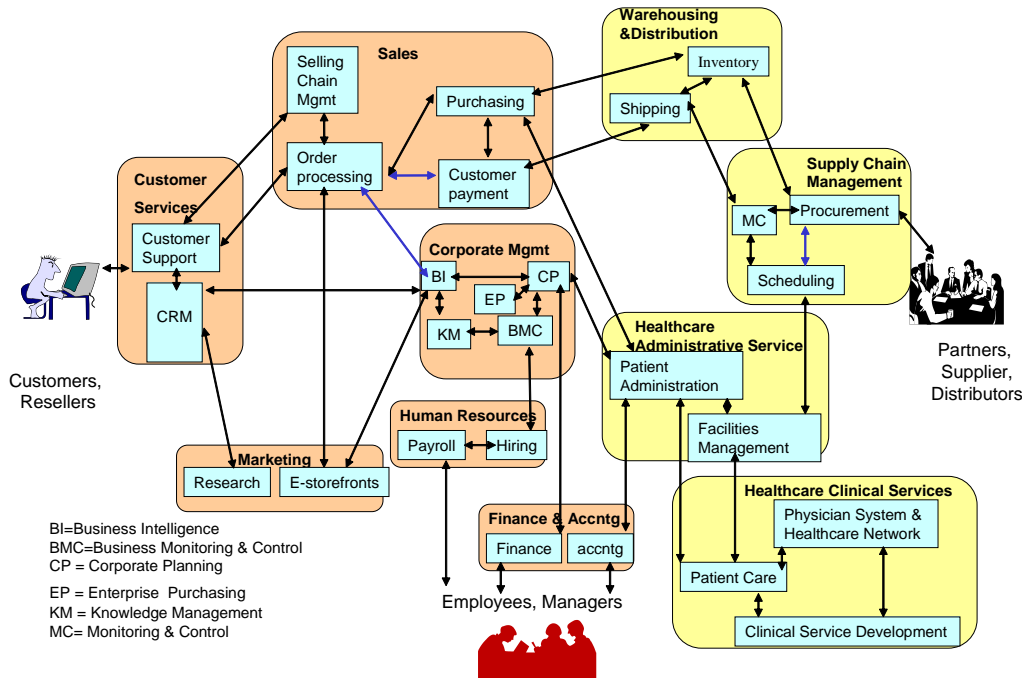 Warehousing
&Distribution
Inventory
Shipping
Sales
Selling
Chain
Mgmt
Purchasing
Order
processing
Customer
payment
Customer
Services
Customer
Support
CRM
Customers,
Resellers
Supply Chain
Management
MC
Procurement
Scheduling
Partners,
Supplier,
Distributors
Corporate Mgmt
BI
CP
EP
KM
BMC
Healthcare
Administrative Service
Patient
Administration
Facilities
Management
Human Resources
Payroll
Hiring
Marketing
Research
E-storefronts
Finance & Accntg
Finance
accntg
Employees, Managers
Healthcare Clinical Services
Physician System &
Healthcare Network
Patient Care
Clinical Service Development
BI=Business Intelligence
BMC=Business Monitoring & Control
CP = Corporate Planning
EP = Enterprise Purchasing
KM = Knowledge Management
MC= Monitoring & Control